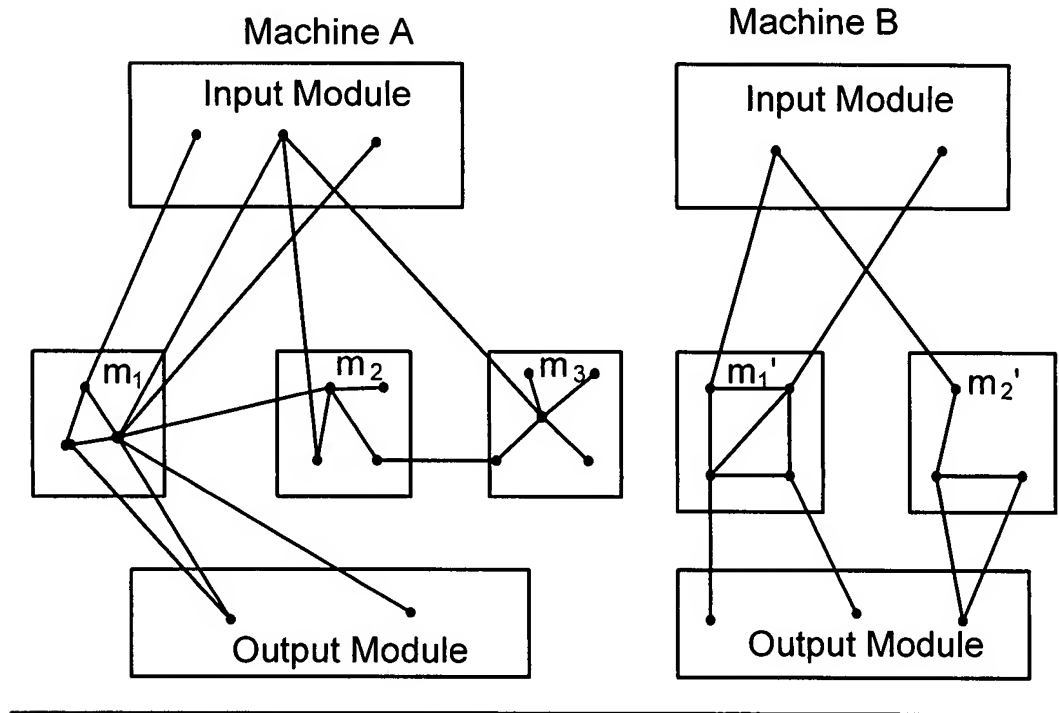 Machine A
Input Module
m1
m2
m3
Output Module
Machine B
Input Module
m1'
m2'
Output Module